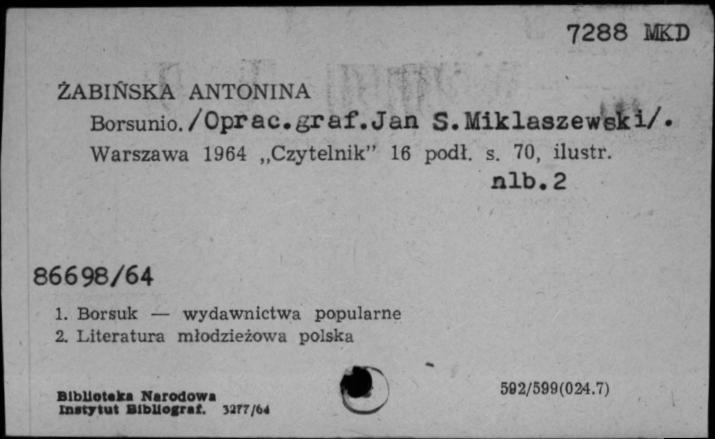 7288 MKD
ŻABIŃSKA ANTONINA
Borsunio./Oprac.graf.Jan S.Miklaszewski/.
Warszawa 1964 „Czytelnik” 16 podł. s. 70, ilustr.
nlb.2
86698/64
1. Borsuk — wydawnictwa popularne
2. Literatura młodzieżowa polska
Biblioteka Narodowa
Instytut Bibliograf. 3277/64
592/599(024.7)